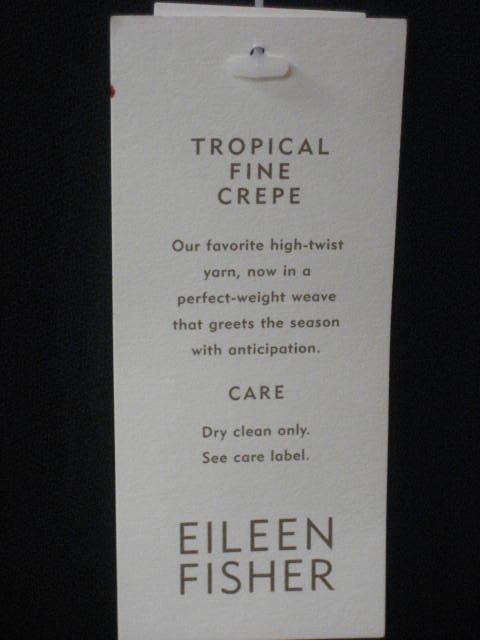 TROPICAL
FINE
CREPE
Our favorite high-twist
yarn, now in a
perfect-weight weave
that greets the season
with anticipation.
CARE
Dry clean only.
See care label.
EILEEN
FISHER